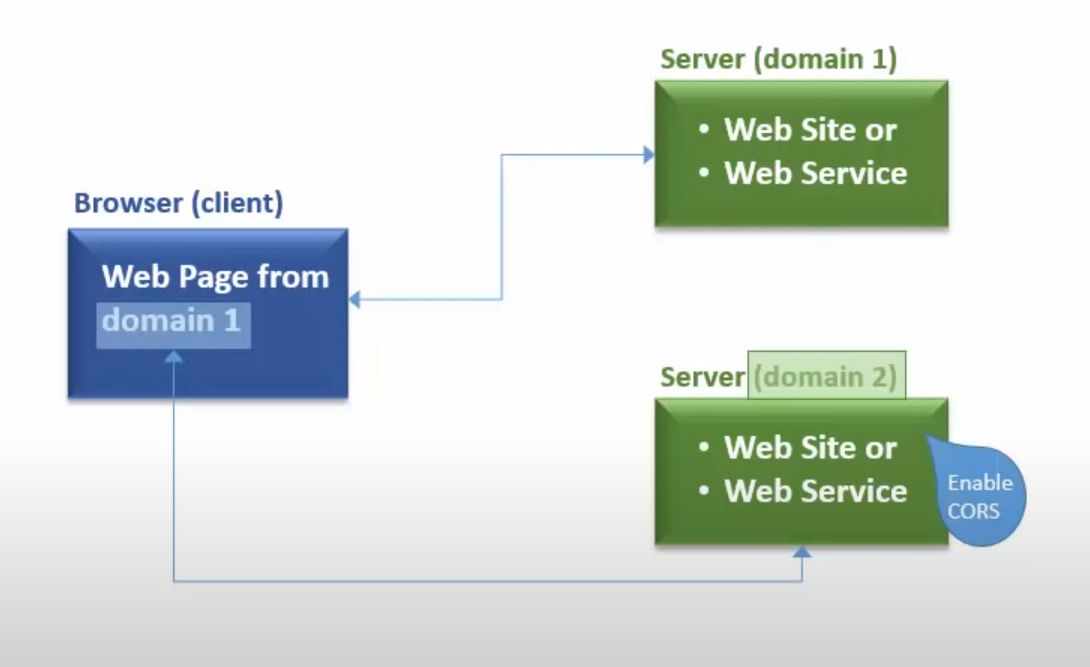 Server (domain 1)
• Web Site or
• Web Service
Browser (client)
Web Page from
domain 1
Server (domain 2)
• Web Site or
• Web Service
Enable
CORS